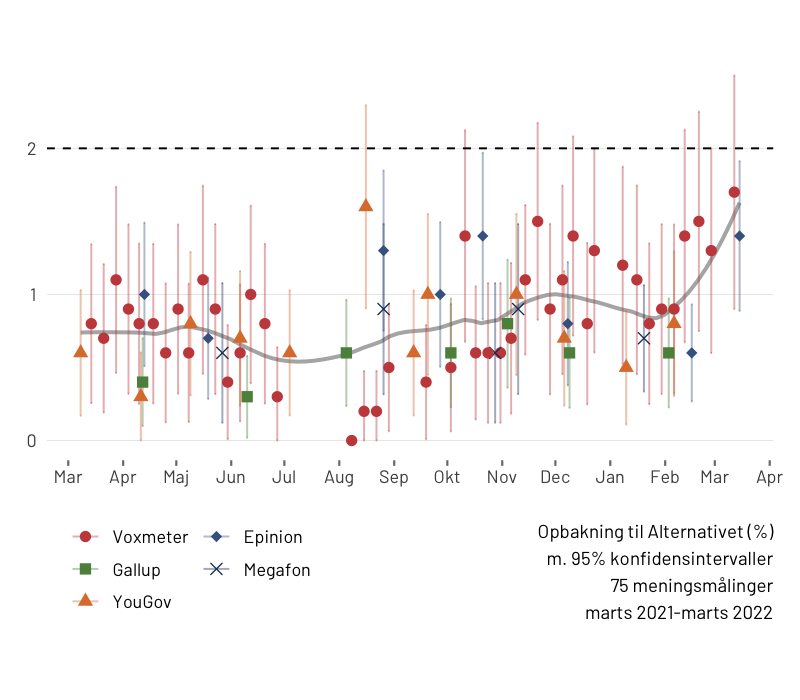 2
1
0
Mar Apr Maj Jun Jul Aug Sep Okt Nov Dec Jan Feb Mar Apr
Voxmeter Epinion
Gallup Megafon
YouGov
Opbakning til Alternativet (%)
m. 95% konfidensintervaller
75 meningsmålinger
marts 2021-marts 2022